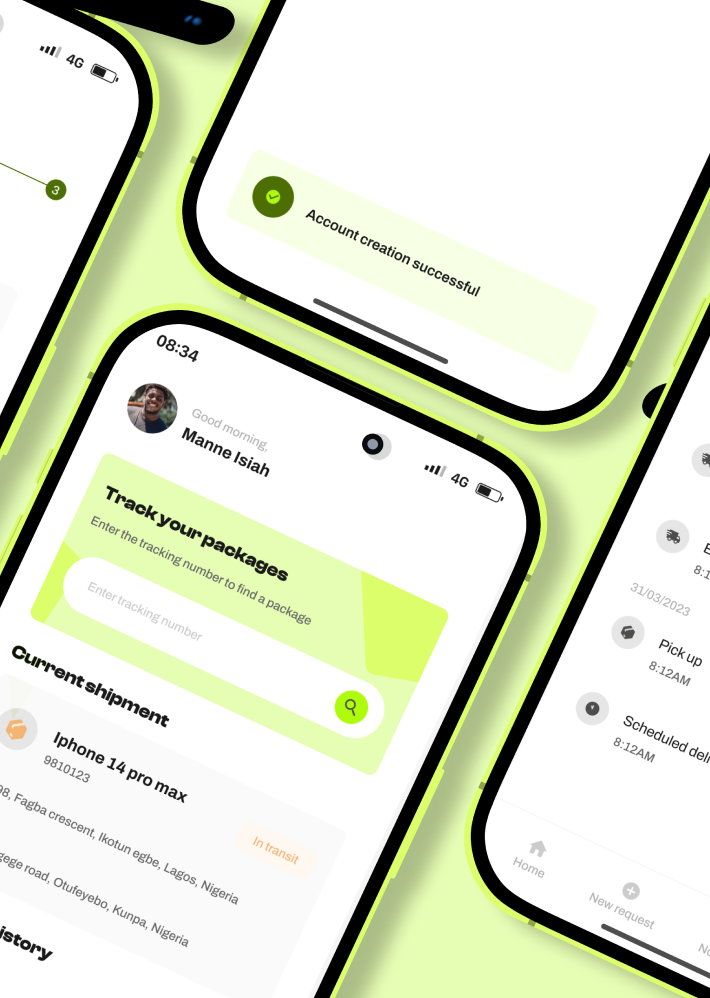 4G
3
Account creation successful
08:34
4G
Good morning,
Manne Isiah
Track your packages
Enter the tracking number to find a package
Enter tracking number
Current shipment
Iphone 14 pro max
9810123
In transit
98, Fagba crescent, Ikotun egbe, Lagos, Nigeria
gege road, Otufeyebo, Kunpa, Nigeria
istory
31/03/2023
Pick up
8:12AM
Scheduled deli
8:12AM
Home
New request